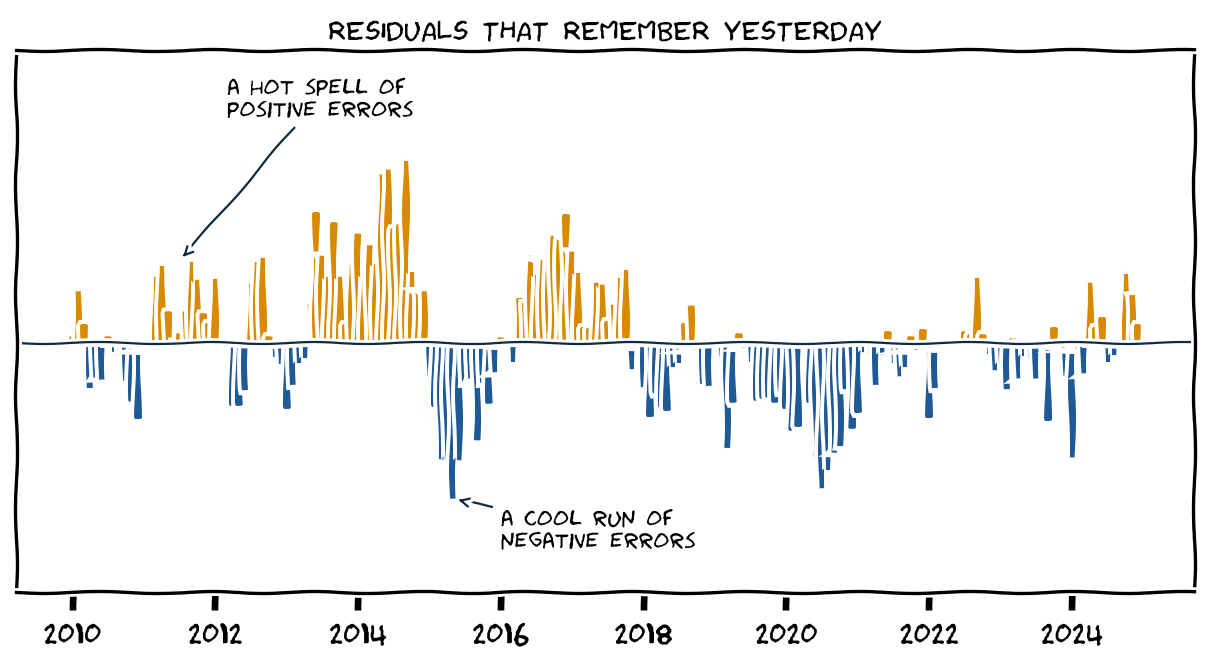 RESIDUALS THAT REMEMBER YESTERDAY
A HOT SPELL OF
POSITIVE ERRORS
A COOL RUN OF
NEGATIVE ERRORS
2010 2012 2014 2016 2018 2020 2022 2024